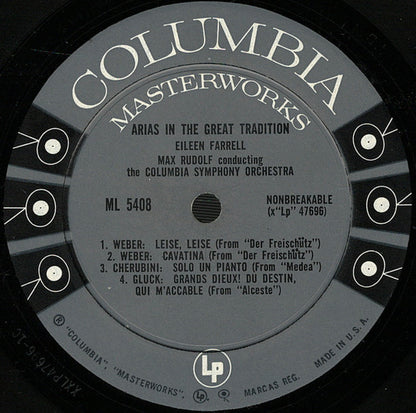 COLUMBIA
MASTERWORKS
ARIAS IN THE GREAT TRADITION
EILEEN FARRELL
MAX RUDOLF conducting
the COLUMBIA SYMPHONY ORCHESTRA
ML 5408
NONBREAKABLE
(x"Lp" 47696)
1. WEBER: LEISE, LEISE (From "Der Freischütz")
2. WEBER: CAVATINA (From "Der Freischütz")
3. CHERUBINI: SOLO UN PIANTO (From "Medea")
4. GLUCK: GRANDS DIEUX! DU DESTIN,
QUI M'ACCABLE (From "Alceste")
Lp
® "COLUMBIA", "MASTERWORKS", MARCAS REG. MADE IN U.S.A.